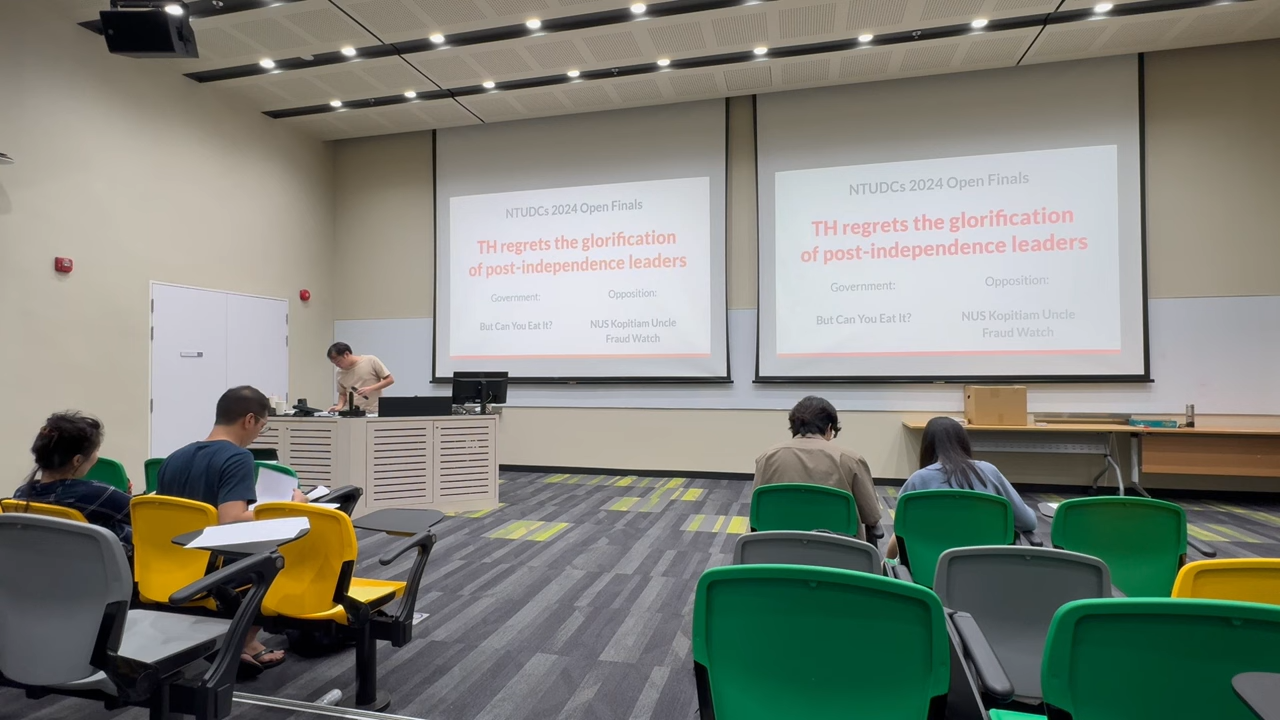 NTUDCs 2024 Open Finals
TH regrets the glorification
of post-independence leaders
Government:
Opposition:
But Can You Eat It?
NUS Kopitiam Uncle
Fraud Watch
NTUDCs 2024 Open Finals
TH regrets the glorification
of post-independence leaders
Government:
Opposition:
But Can You Eat It?
NUS Kopitiam Uncle
Fraud Watch